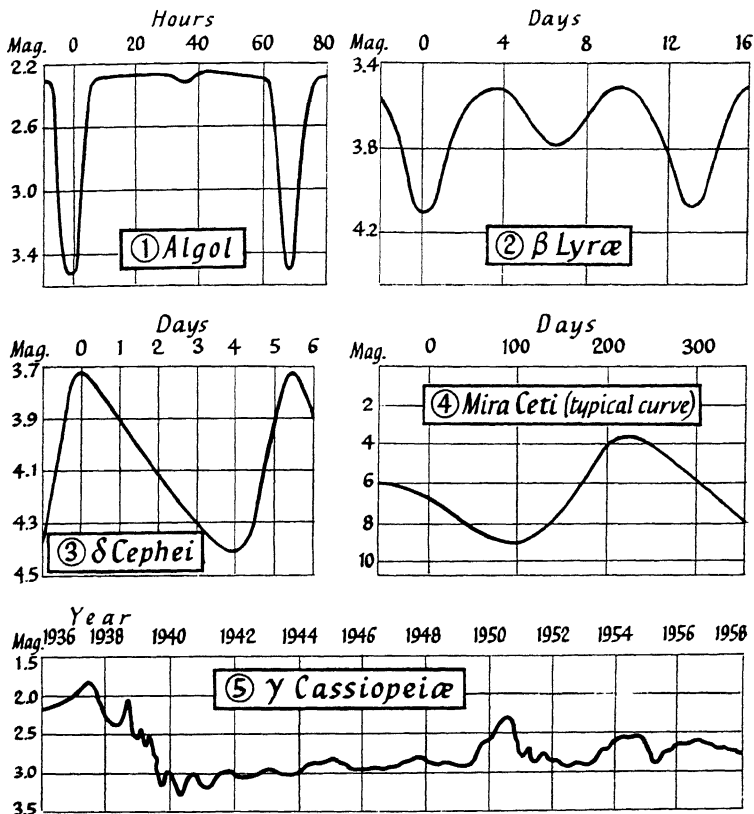 Hours
Mag. 0 20 40 60 80
2.2
2.6
3.0
3.4
① Algol
Days
Mag. 0 4 8 12 16
3.4
3.8
4.2
② β Lyræ
Days
Mag. 0 1 2 3 4 5 6
3.7
3.9
4.1
4.3
4.5
③ δ Cephei
Days
Mag. 0 100 200 300
2
4
6
8
10
④ Mira Ceti (typical curve)
Year
Mag. 1936 1938 1940 1942 1944 1946 1948 1950 1952 1954 1956 1958
1.5
2.0
2.5
3.0
3.5
⑤ γ Cassiopeiæ